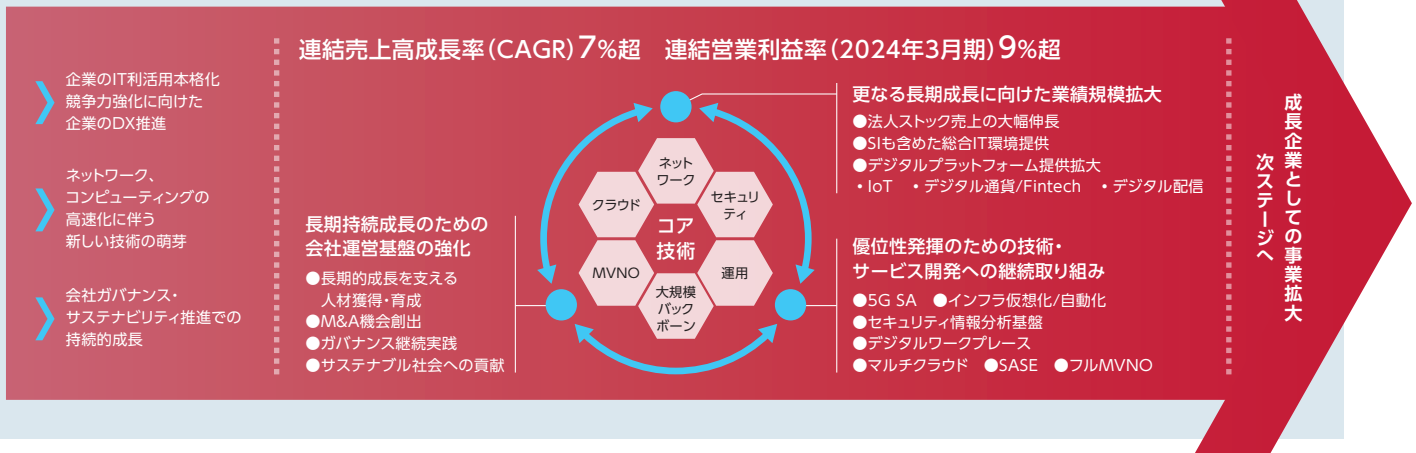 企業のIT利活用本格化
競争力強化に向けた
企業のDX推進
ネットワーク、
コンピューティングの
高速化に伴う
新しい技術の萌芽
会社ガバナンス・
サステナビリティ推進での
持続的成長
連結売上高成長率(CAGR)7%超 連結営業利益率(2024年3月期)9%超
長期持続成長のための
会社運営基盤の強化
●長期的成長を支える
人材獲得・育成
●M&A機会創出
●ガバナンス継続実践
●サステナブル社会への貢献
ネット
ワーク
クラウド
セキュリ
ティ
コア
技術
MVNO
運用
大規模
バック
ボーン
更なる長期成長に向けた業績規模拡大
●法人ストック売上の大幅伸長
●SIも含めた総合IT環境提供
●デジタルプラットフォーム提供拡大
・IoT ・デジタル通貨/Fintech ・デジタル配信
優位性発揮のための技術・
サービス開発への継続取り組み
●5G SA ●インフラ仮想化/自動化
●セキュリティ情報分析基盤
●デジタルワークプレース
●マルチクラウド ●SASE ●フルMVNO
成長企業としての事業拡大
次ステージへ